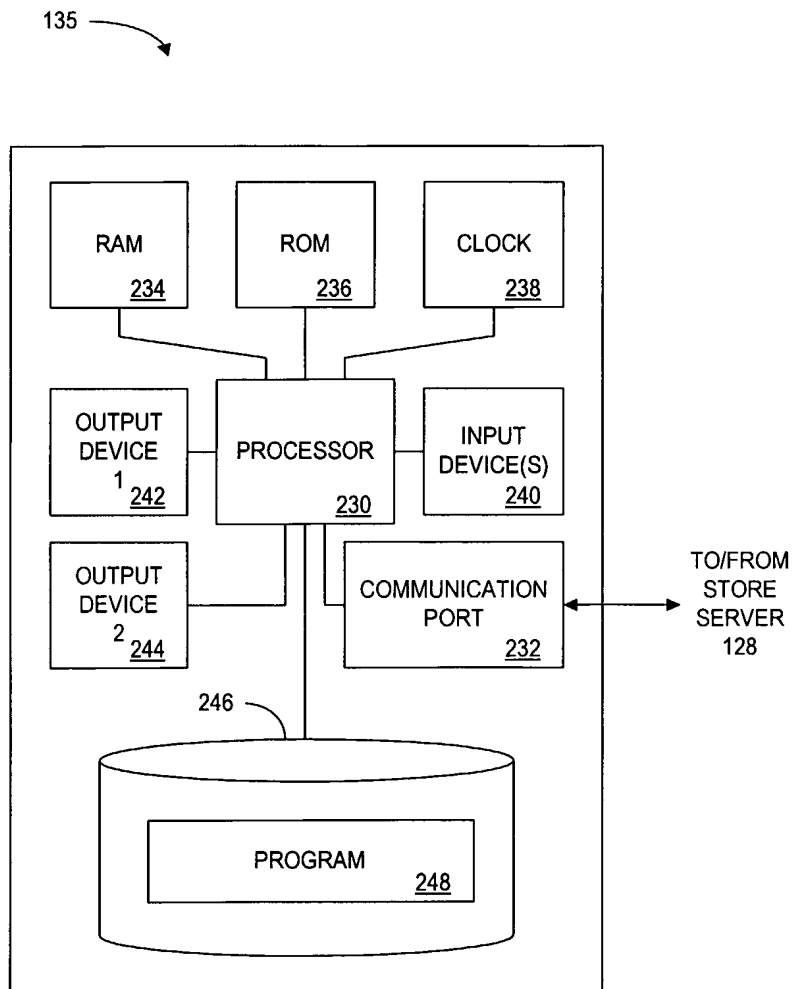 135
RAM
234
ROM
236
CLOCK
238
OUTPUT
DEVICE
1
242
PROCESSOR
230
INPUT
DEVICE(S)
240
OUTPUT
DEVICE
2
244
COMMUNICATION
PORT
232
TO/FROM
STORE
SERVER
128
246
PROGRAM
248